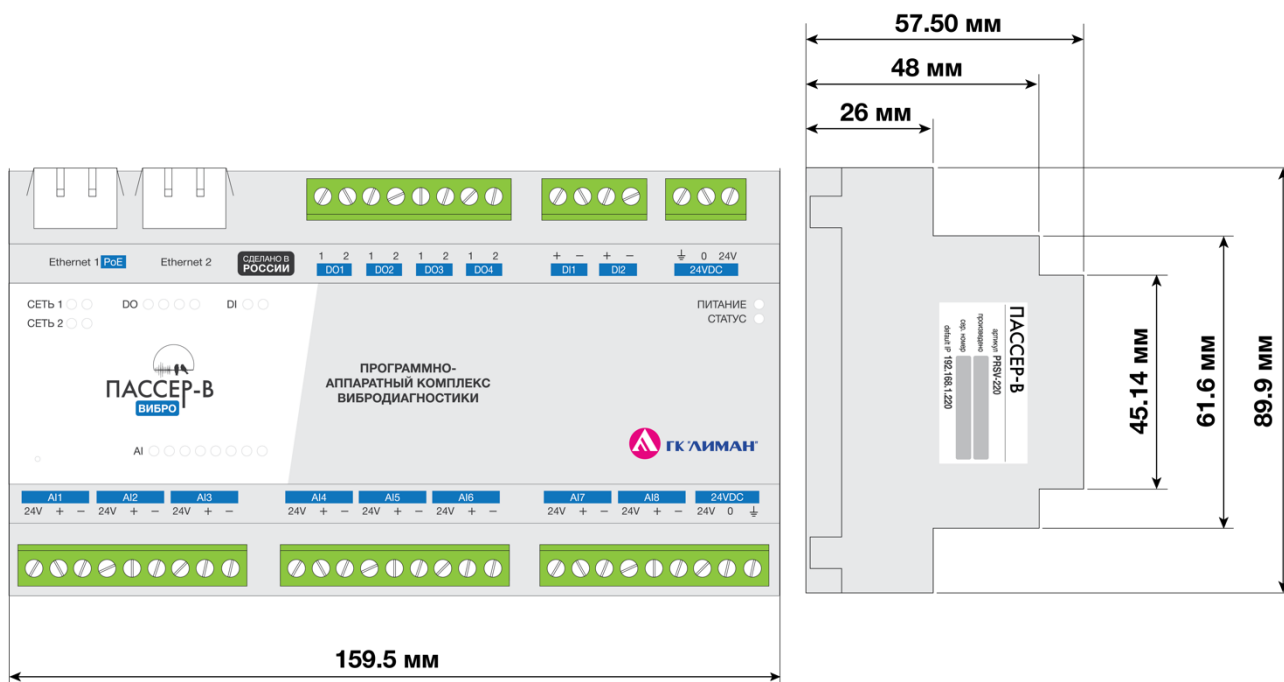 57.50 мм
48 мм
26 мм
Ethernet 1 PoE
Ethernet 2
СДЕЛАНО В
РОССИИ
1 2 1 2 1 2 1 2
DO1 DO2 DO3 DO4
+ − + −
DI1 DI2
0 24V
24VDC
СЕТЬ 1
СЕТЬ 2
DO
DI
ПИТАНИЕ
СТАТУС
ПАССЕР-В
ВИБРО
ПРОГРАММНО-
АППАРАТНЫЙ КОМПЛЕКС
ВИБРОДИАГНОСТИКИ
ГК "ЛИМАН"
AI
AI1 AI2 AI3 AI4 AI5 AI6 AI7 AI8 24VDC
24V + − 24V + − 24V + − 24V + − 24V + − 24V + − 24V + − 24V + − 24V 0
159.5 мм
ПАССЕР-В
артикул PRSV-220
произведено
сер. номер
default IP 192.168.1.220
45.14 мм
61.6 мм
89.9 мм